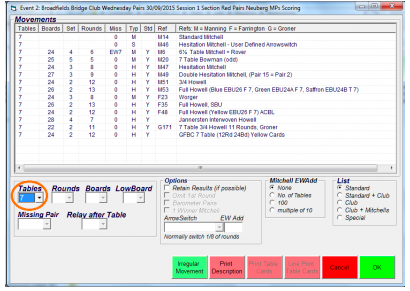 Event 2: Broadfields Bridge Club Wednesday Pairs 30/09/2015 Session 1 Section Red Pairs Neuberg MPs Scoring
Movements
Tables Boards Set Rounds Miss Typ Std Ref Refs: M = Manning F = Farrington G = Groner
7 0 M M14 Standard Mitchell
7 0 S M46 Hesitation Mitchell - User Defined Arrowswitch
7 24 4 6 EW7 M Y M6 6½ Table Mitchell + Rover
7 25 5 5 0 M Y M20 7 Table Bowman (odd)
7 24 3 8 0 H Y M47 Hesitation Mitchell
7 27 3 9 0 H Y M49 Double Hesitation Mitchell, (Pair 15 = Pair 2)
7 24 2 12 0 H Y M51 3/4 Howell
7 26 2 13 0 H Y M53 Full Howell (Blue EBU26 F 7, Green EBU24A F 7, Saffron EBU24B T 7)
7 24 3 8 0 M Y F23 Worger
7 26 2 13 0 H Y F35 Full Howell, SBU
7 24 2 12 0 H Y F48 Full Howell (Yellow EBU26 F 7) ACBL
7 28 4 7 0 H Y Jannersten Interwoven Howell
7 22 2 11 0 H Y G171 7 Table 3/4 Howell 11 Rounds, Groner
7 24 2 12 0 H Y GFBC 7 Table (12Rd 24Bd) Yellow Cards
Tables Rounds Boards LowBoard
7
Missing Pair Relay after Table
Options
Retain Results (if possible)
Omit 1st Round
Barometer Pairs
1 Winner Mitchell
ArrowSwitch EW Add
Normally switch 1/8 of rounds
Mitchell EWAdd
None
No. of Tables
100
multiple of 10
List
Standard
Standard + Club
Club
Club + Mitchells
Special
Irregular Movement
Print Description
Print Table Cards
Line Print Table Cards
Cancel
OK